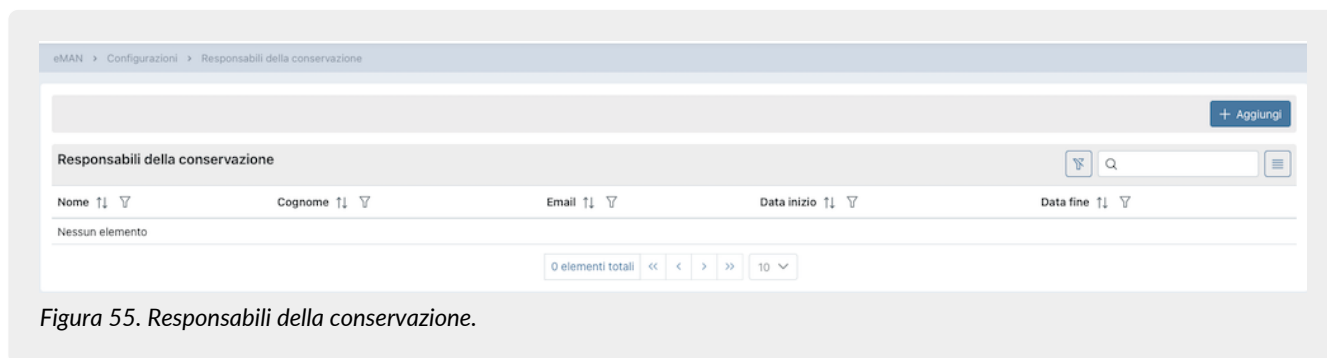 eMAN > Configurazioni > Responsabili della conservazione
+ Aggiungi
Responsabili della conservazione
Nome Cognome Email Data inizio Data fine
Nessun elemento
0 elementi totali << < > >> 10
Figura 55. Responsabili della conservazione.